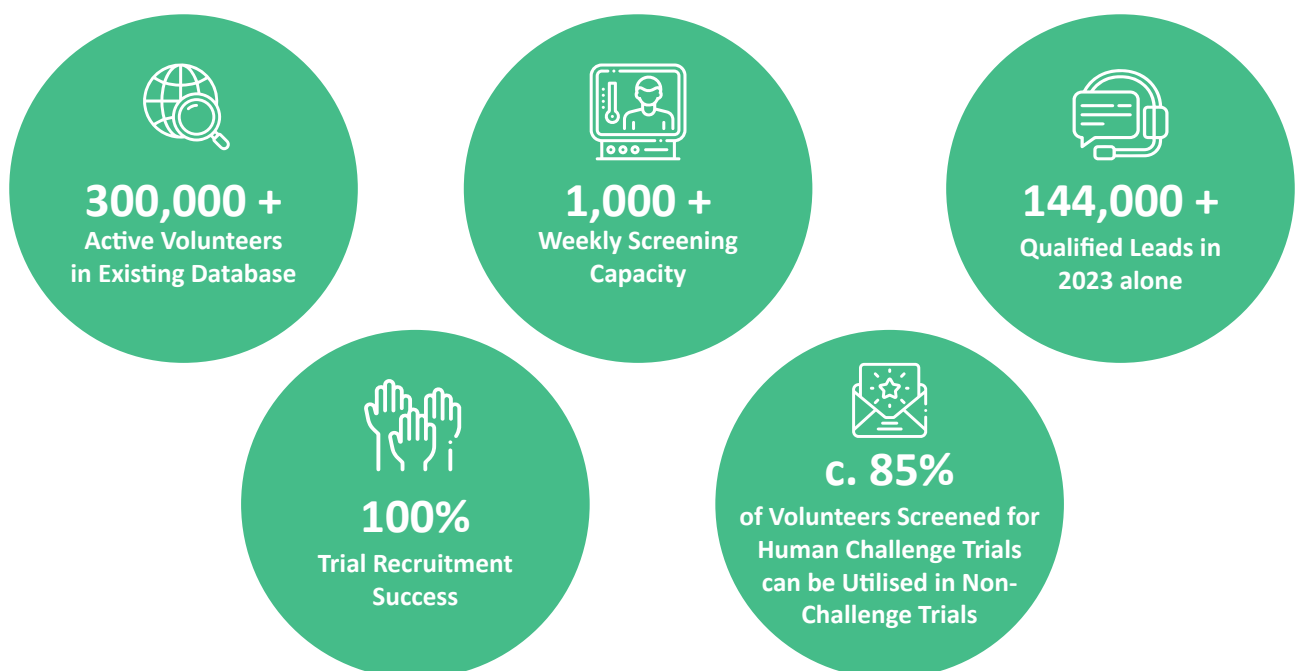 300,000 +
Active Volunteers
in Existing Database
1,000 +
Weekly Screening
Capacity
144,000 +
Qualified Leads in
2023 alone
100%
Trial Recruitment
Success
c. 85%
of Volunteers Screened for
Human Challenge Trials
can be Utilised in Non-
Challenge Trials